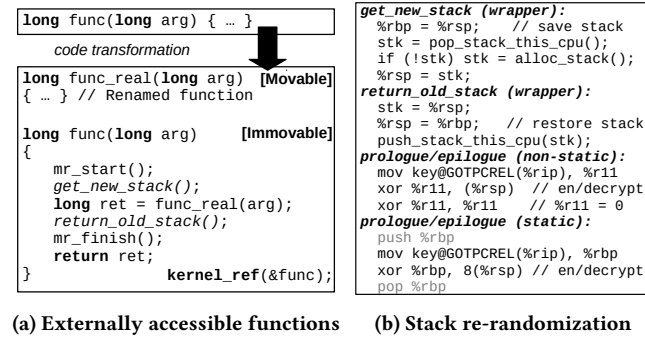 long func(long arg) { … }
code transformation
long func_real(long arg) [Movable]
{ … } // Renamed function
long func(long arg) [Immovable]
{
mr_start();
get_new_stack();
long ret = func_real(arg);
return_old_stack();
mr_finish();
return ret;
} kernel_ref(&func);
(a) Externally accessible functions
get_new_stack (wrapper):
%rbp = %rsp; // save stack
stk = pop_stack_this_cpu();
if (!stk) stk = alloc_stack();
%rsp = stk;
return_old_stack (wrapper):
stk = %rsp;
%rsp = %rbp; // restore stack
push_stack_this_cpu(stk);
prologue/epilogue (non-static):
mov key@GOTPCREL(%rip), %r11
xor %r11, (%rsp) // en/decrypt
xor %r11, %r11 // %r11 = 0
prologue/epilogue (static):
push %rbp
mov key@GOTPCREL(%rip), %rbp
xor %rbp, 8(%rsp) // en/decrypt
pop %rbp
(b) Stack re-randomization